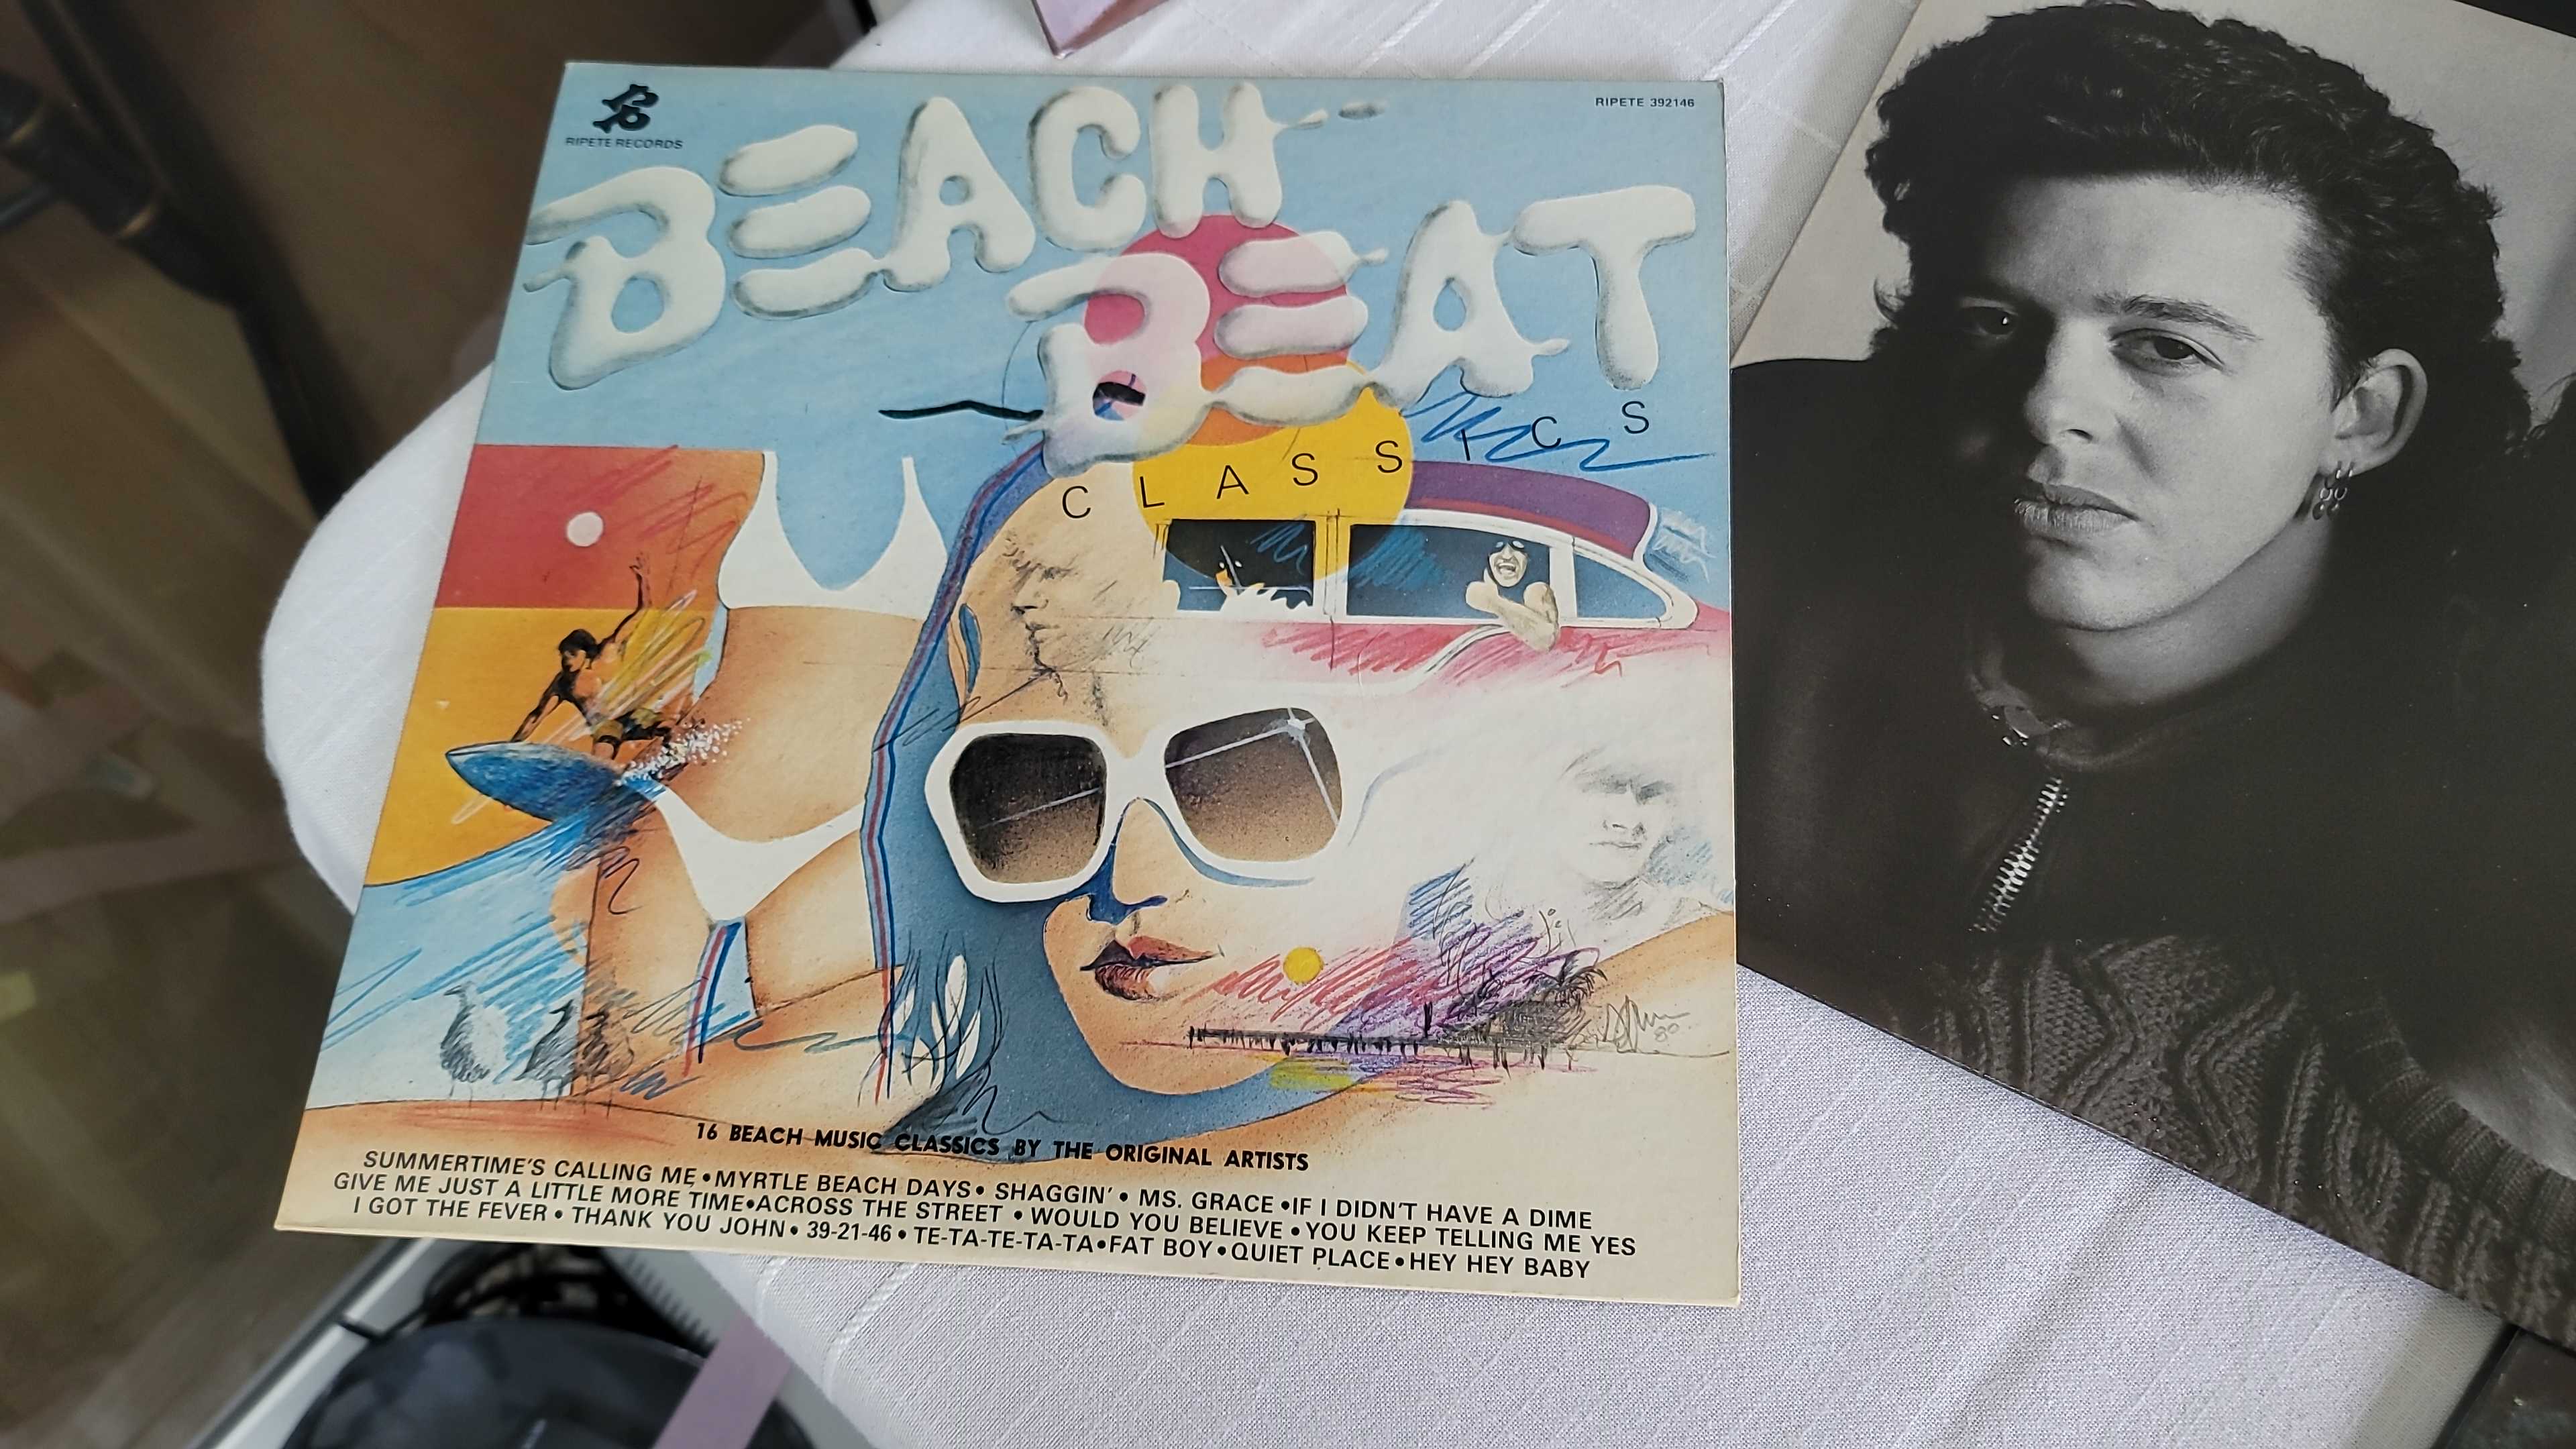 RIPETE RECORDS
RIPETE 392146
BEACH
BEAT
CLASSICS
80
16 BEACH MUSIC CLASSICS BY THE ORIGINAL ARTISTS
SUMMERTIME'S CALLING ME • MYRTLE BEACH DAYS • SHAGGIN' • MS. GRACE • IF I DIDN'T HAVE A DIME
GIVE ME JUST A LITTLE MORE TIME • ACROSS THE STREET • WOULD YOU BELIEVE • YOU KEEP TELLING ME YES
I GOT THE FEVER • THANK YOU JOHN • 39-21-46 • TE-TA-TE-TA-TA • FAT BOY • QUIET PLACE • HEY HEY BABY